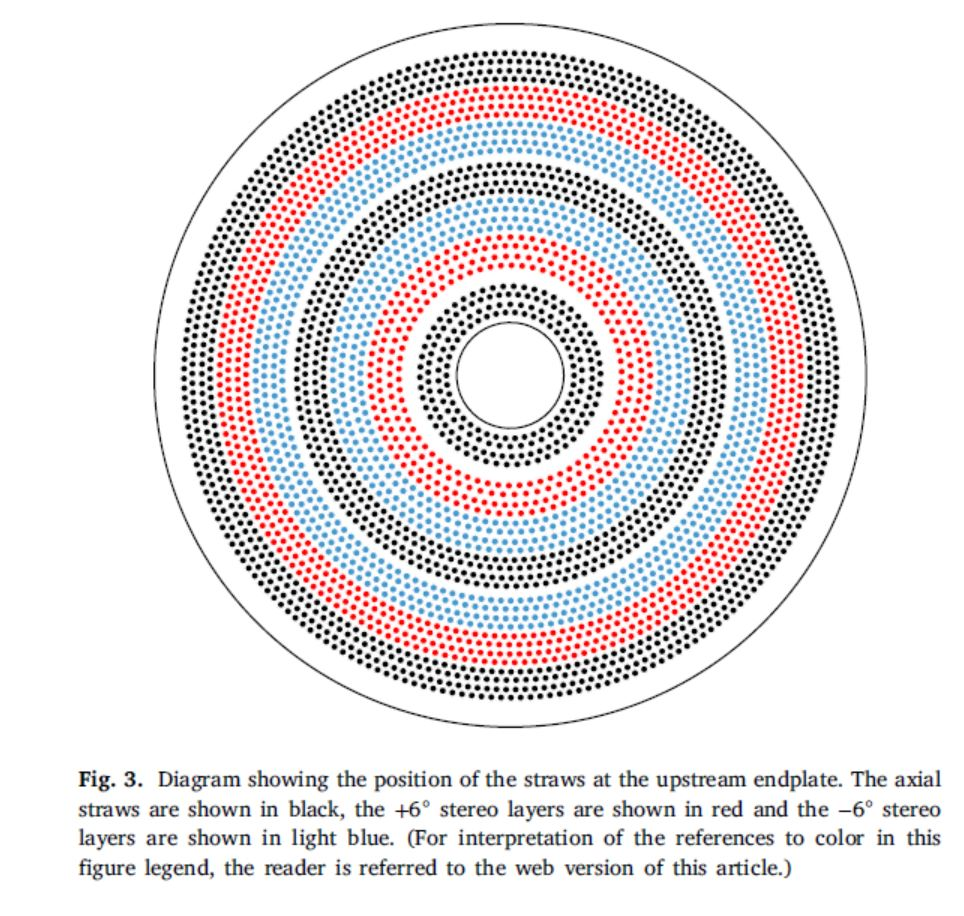 Fig. 3. Diagram showing the position of the straws at the upstream endplate. The axial
straws are shown in black, the +6° stereo layers are shown in red and the −6° stereo
layers are shown in light blue. (For interpretation of the references to color in this
figure legend, the reader is referred to the web version of this article.)